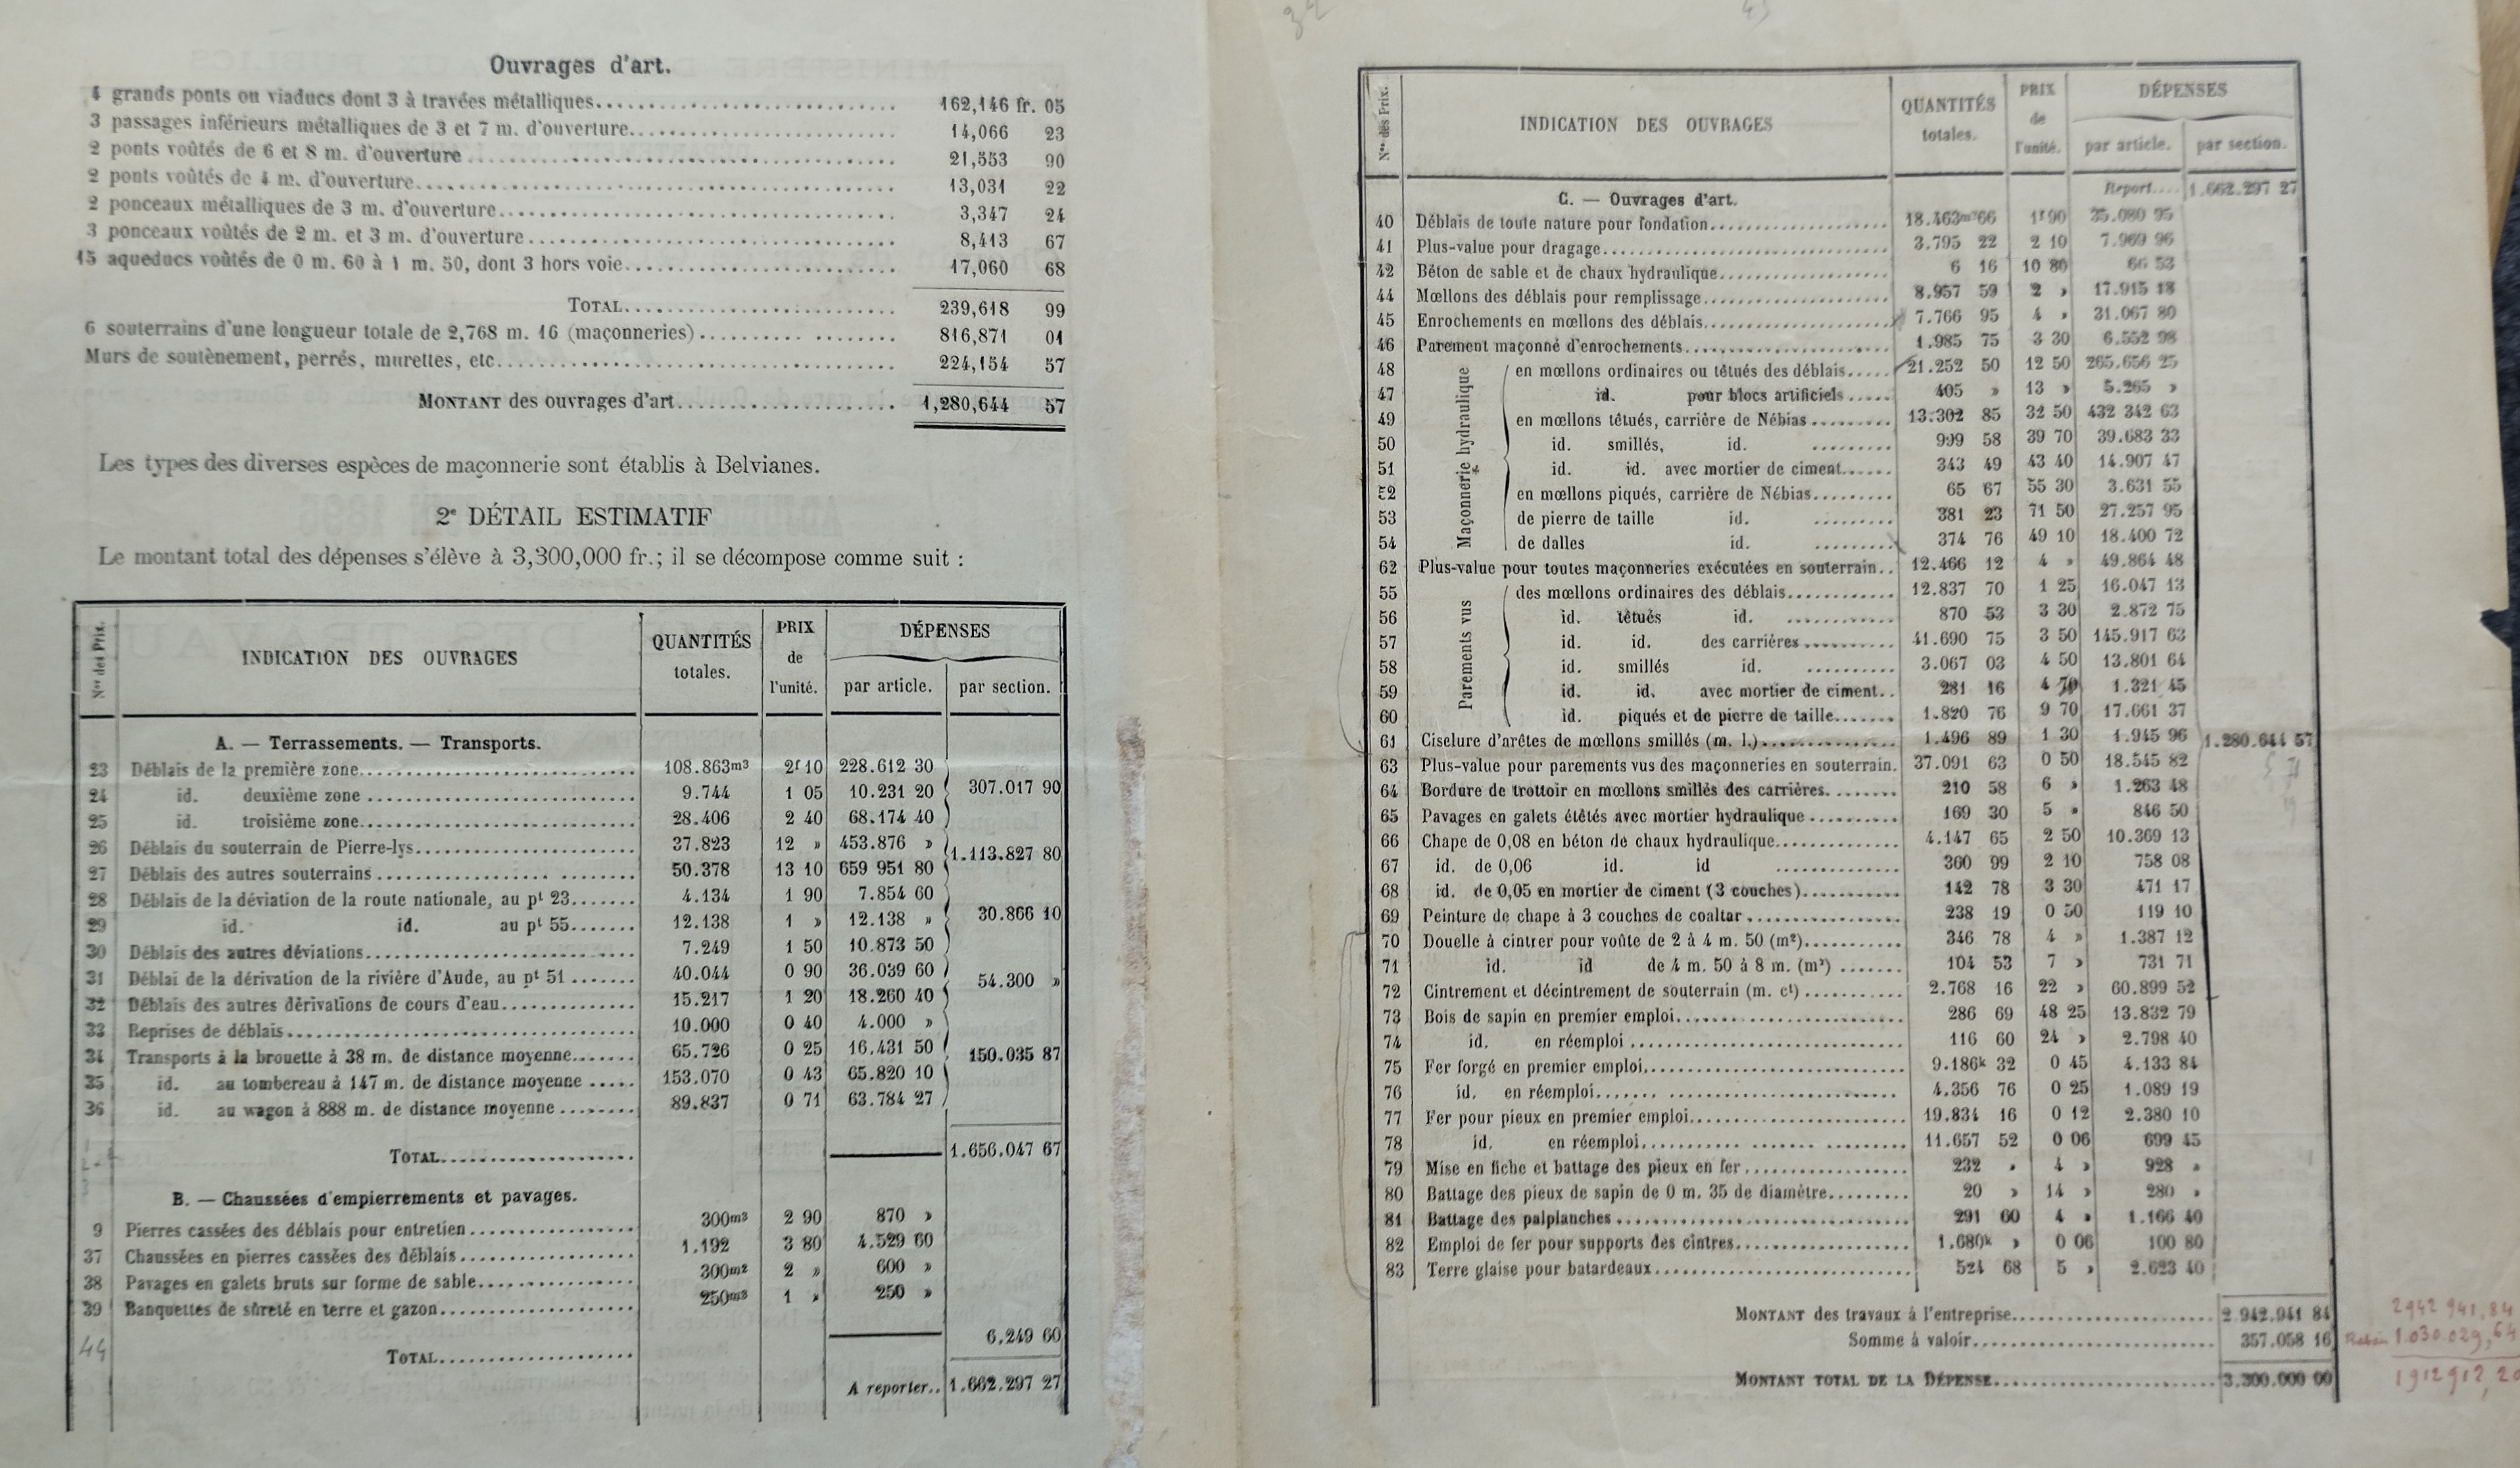 Ouvrages d'art.
4 grands ponts ou viaducs dont 3 à travées métalliques..... 162,146 fr. 05
3 passages inférieurs métalliques de 3 et 7 m. d'ouverture..... 14,066 23
2 ponts voûtés de 6 et 8 m. d'ouverture..... 21,553 90
2 ponts voûtés de 4 m. d'ouverture..... 13,031 22
2 ponceaux métalliques de 3 m. d'ouverture..... 3,347 24
3 ponceaux voûtés de 2 m. et 3 m. d'ouverture..... 8,413 67
15 aqueducs voûtés de 0 m. 60 à 1 m. 50, dont 3 hors voie..... 17,060 68
TOTAL..... 239,618 99
6 souterrains d'une longueur totale de 2,768 m. 16 (maçonneries)..... 816,871 01
Murs de soutènement, perrés, murettes, etc..... 224,154 57
MONTANT des ouvrages d'art..... 1,280,644 57
Les types des diverses espèces de maçonnerie sont établis à Belvianes.
2e DÉTAIL ESTIMATIF
Le montant total des dépenses s'élève à 3,300,000 fr.; il se décompose comme suit :
Nos des Prix. INDICATION DES OUVRAGES QUANTITÉS totales. PRIX de l'unité. DÉPENSES par article. par section.
A. — Terrassements. — Transports.
23 Déblais de la première zone..... 108.863m3 2f 10 228.612 30
24 id. deuxième zone..... 9.744 1 05 10.231 20 307.017 90
25 id. troisième zone..... 28.406 2 40 68.174 40
26 Déblais du souterrain de Pierre-lys..... 37.823 12 » 453.876 » 1.113.827 80
27 Déblais des autres souterrains..... 50.378 13 10 659 951 80
28 Déblais de la déviation de la route nationale, au pt 23..... 4.134 1 90 7.854 60
29 id. id. au pt 55..... 12.138 1 » 12.138 » 30.866 10
30 Déblais des autres déviations..... 7.249 1 50 10.873 50
31 Déblai de la dérivation de la rivière d'Aude, au pt 51..... 40.044 0 90 36.039 60 54.300 »
32 Déblais des autres dérivations de cours d'eau..... 15.217 1 20 18.260 40
33 Reprises de déblais..... 10.000 0 40 4.000 »
34 Transports à la brouette à 38 m. de distance moyenne..... 65.726 0 25 16.431 50 150.035 87
35 id. au tombereau à 147 m. de distance moyenne..... 153.070 0 43 65.820 10
36 id. au wagon à 888 m. de distance moyenne..... 89.837 0 71 63.784 27
TOTAL..... 1.656.047 67
B. — Chaussées d'empierrements et pavages.
9 Pierres cassées des déblais pour entretien..... 300m3 2 90 870 »
37 Chaussées en pierres cassées des déblais..... 1.192 3 80 4.529 60
38 Pavages en galets bruts sur forme de sable..... 300m2 2 » 600 »
39 Banquettes de sûreté en terre et gazon..... 250m3 1 » 250 »
44 TOTAL..... 6.249 60
A reporter.. 1.662.297 27
Nos des Prix. INDICATION DES OUVRAGES QUANTITÉS totales. PRIX de l'unité. DÉPENSES par article. par section.
Report.... 1.662.297 27
C. — Ouvrages d'art.
40 Déblais de toute nature pour fondation..... 18.463m3 66 1f 90 35.080 95
41 Plus-value pour dragage..... 3.795 22 2 10 7.969 96
42 Béton de sable et de chaux hydraulique..... 6 16 10 80 66 53
44 Mœllons des déblais pour remplissage..... 8.957 59 2 » 17.915 18
45 Enrochements en mœllons des déblais..... 7.766 95 4 » 31.067 80
46 Parement maçonné d'enrochements..... 1.985 75 3 30 6.552 98
Maçonnerie hydraulique
48 en mœllons ordinaires ou têtués des déblais..... 21.252 50 12 50 265.656 25
47 id. pour blocs artificiels..... 405 » 13 » 5.265 »
49 en mœllons têtués, carrière de Nébias..... 13.302 85 32 50 432 342 63
50 id. smillés, id. ..... 999 58 39 70 39.683 33
51 id. id. avec mortier de ciment..... 343 49 43 40 14.907 47
52 en mœllons piqués, carrière de Nébias..... 65 67 55 30 3.631 55
53 de pierre de taille id. ..... 381 23 71 50 27.257 95
54 de dalles id. ..... 374 76 49 10 18.400 72
62 Plus-value pour toutes maçonneries exécutées en souterrain.. 12.466 12 4 » 49.864 48
Parements vus
55 des mœllons ordinaires des déblais..... 12.837 70 1 25 16.047 13
56 id. têtués id. ..... 870 53 3 30 2.872 75
57 id. id. des carrières..... 41.690 75 3 50 145.917 63
58 id. smillés id. ..... 3.067 03 4 50 13.801 64
59 id. id. avec mortier de ciment.. 281 16 4 70 1.321 45
60 id. piqués et de pierre de taille..... 1.820 76 9 70 17.661 37
61 Ciselure d'arêtes de mœllons smillés (m. l.)..... 1.496 89 1 30 1.945 96 1.280.644 57
63 Plus-value pour parements vus des maçonneries en souterrain. 37.091 63 0 50 18.545 82
64 Bordure de trottoir en mœllons smillés des carrières..... 210 58 6 » 1.263 48
65 Pavages en galets étêtés avec mortier hydraulique..... 169 30 5 » 846 50
66 Chape de 0,08 en béton de chaux hydraulique..... 4.147 65 2 50 10.369 13
67 id. de 0,06 id. id ..... 360 99 2 10 758 08
68 id. de 0,05 en mortier de ciment (3 couches)..... 142 78 3 30 471 17
69 Peinture de chape à 3 couches de coaltar..... 238 19 0 50 119 10
70 Douelle à cintrer pour voûte de 2 à 4 m. 50 (m²)..... 346 78 4 » 1.387 12
71 id. id de 4 m. 50 à 8 m. (m²)..... 104 53 7 » 731 71
72 Cintrement et décintrement de souterrain (m. ct)..... 2.768 16 22 » 60.899 52
73 Bois de sapin en premier emploi..... 286 69 48 25 13.832 79
74 id. en réemploi..... 116 60 24 » 2.798 40
75 Fer forgé en premier emploi..... 9.186k 32 0 45 4.133 84
76 id. en réemploi..... 4.356 76 0 25 1.089 19
77 Fer pour pieux en premier emploi..... 19.834 16 0 12 2.380 10
78 id. en réemploi..... 11.657 52 0 06 699 45
79 Mise en fiche et battage des pieux en fer..... 232 » 4 » 928 »
80 Battage des pieux de sapin de 0 m. 35 de diamètre..... 20 » 14 » 280 »
81 Battage des palplanches..... 291 60 4 » 1.166 40
82 Emploi de fer pour supports des cintres..... 1.680k » 0 06 100 80
83 Terre glaise pour batardeaux..... 524 68 5 » 2.623 40
MONTANT des travaux à l'entreprise..... 2.942.941 84 2942 941,84
Somme à valoir..... 357.058 16 1.030.029,64
MONTANT TOTAL DE LA DÉPENSE..... 3.300.000 00 1912912,20